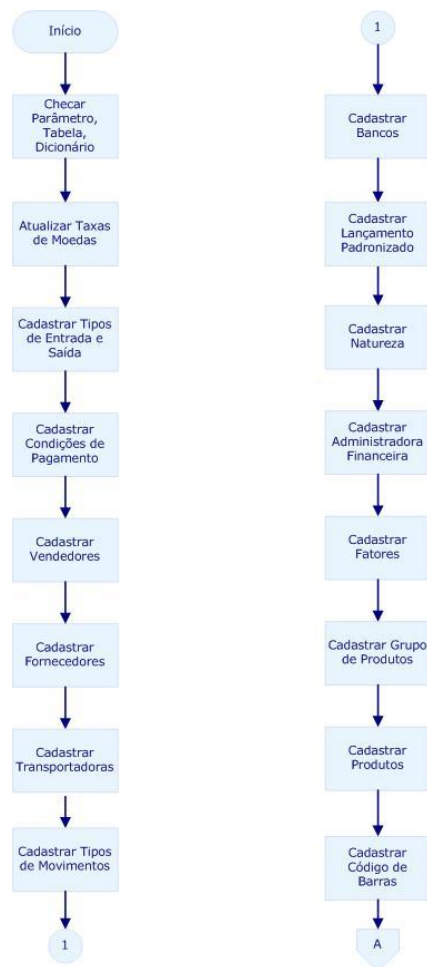 Início
Checar
Parâmetro,
Tabela,
Dicionário
Atualizar Taxas
de Moedas
Cadastrar Tipos
de Entrada e
Saída
Cadastrar
Condições de
Pagamento
Cadastrar
Vendedores
Cadastrar
Fornecedores
Cadastrar
Transportadoras
Cadastrar Tipos
de Movimentos
1
1
Cadastrar
Bancos
Cadastrar
Lançamento
Padronizado
Cadastrar
Natureza
Cadastrar
Administradora
Financeira
Cadastrar
Fatores
Cadastrar Grupo
de Produtos
Cadastrar
Produtos
Cadastrar
Código de
Barras
A